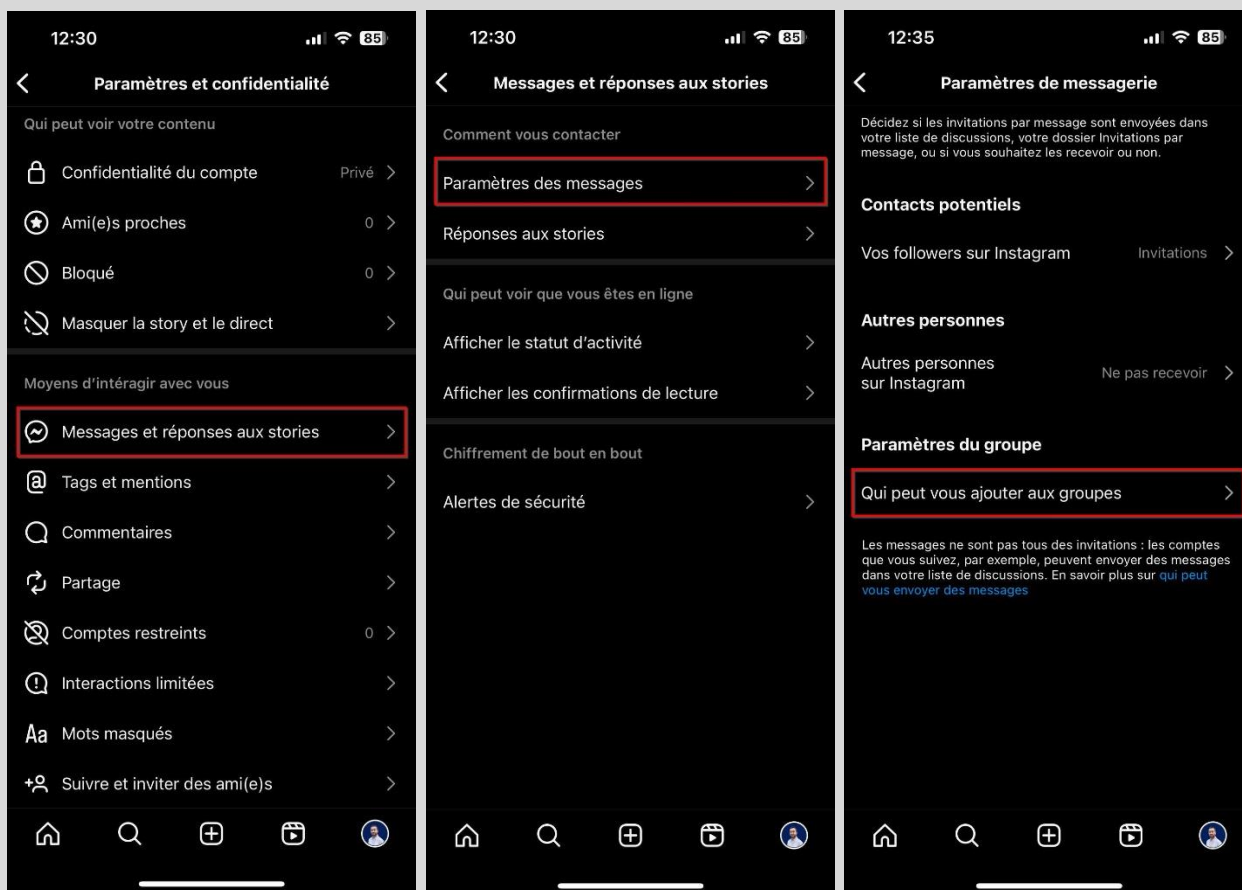 12:30
85
Paramètres et confidentialité
Qui peut voir votre contenu
Confidentialité du compte Privé
Ami(e)s proches 0
Bloqué 0
Masquer la story et le direct
Moyens d'intéragir avec vous
Messages et réponses aux stories
Tags et mentions
Commentaires
Partage
Comptes restreints 0
Interactions limitées
Aa Mots masqués
Suivre et inviter des ami(e)s
12:30
85
Messages et réponses aux stories
Comment vous contacter
Paramètres des messages
Réponses aux stories
Qui peut voir que vous êtes en ligne
Afficher le statut d'activité
Afficher les confirmations de lecture
Chiffrement de bout en bout
Alertes de sécurité
12:35
85
Paramètres de messagerie
Décidez si les invitations par message sont envoyées dans
votre liste de discussions, votre dossier Invitations par
message, ou si vous souhaitez les recevoir ou non.
Contacts potentiels
Vos followers sur Instagram Invitations
Autres personnes
Autres personnes
sur Instagram Ne pas recevoir
Paramètres du groupe
Qui peut vous ajouter aux groupes
Les messages ne sont pas tous des invitations : les comptes
que vous suivez, par exemple, peuvent envoyer des messages
dans votre liste de discussions. En savoir plus sur qui peut
vous envoyer des messages